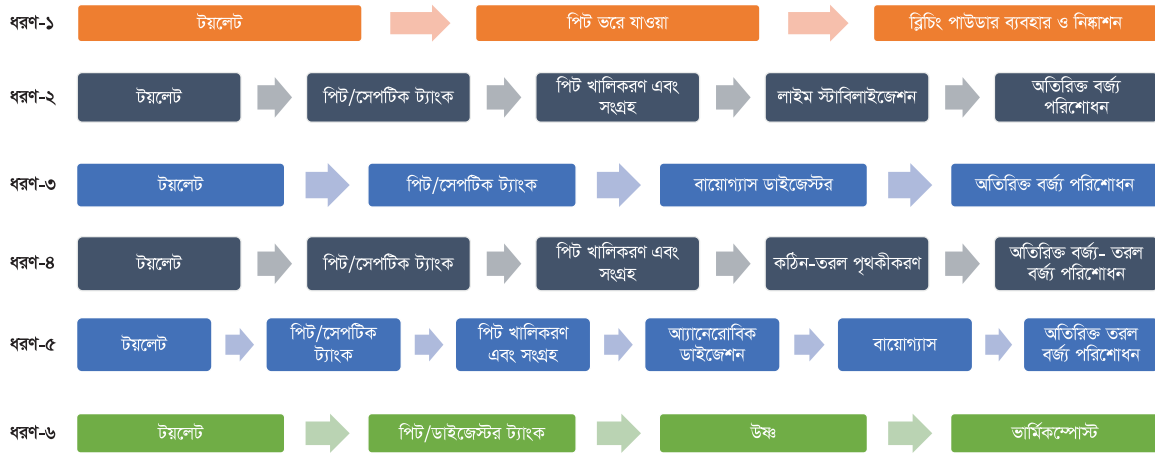 ধরণ-১
টয়লেট
পিট ভরে যাওয়া
ব্লিচিং পাউডার ব্যবহার ও নিষ্কাশন
ধরণ-২
টয়লেট
পিট/সেপটিক ট্যাংক
পিট খালিকরণ এবং
সংগ্রহ
লাইম স্টাবিলাইজেশন
অতিরিক্ত বর্জ্য
পরিশোধন
ধরণ-৩
টয়লেট
পিট/সেপটিক ট্যাংক
বায়োগ্যাস ডাইজেস্টর
অতিরিক্ত বর্জ্য পরিশোধন
ধরণ-৪
টয়লেট
পিট/সেপটিক ট্যাংক
পিট খালিকরণ এবং
সংগ্রহ
কঠিন-তরল পৃথকীকরণ
অতিরিক্ত বর্জ্য- তরল
বর্জ্য পরিশোধন
ধরণ-৫
টয়লেট
পিট/সেপটিক
ট্যাংক
পিট খালিকরণ
এবং সংগ্রহ
আ্যানেরোবিক
ডাইজেশন
বায়োগ্যাস
অতিরিক্ত তরল
বর্জ্য পরিশোধন
ধরণ-৬
টয়লেট
পিট/ডাইজেস্টর ট্যাংক
উষ্ণ
ভার্মিকম্পোস্ট